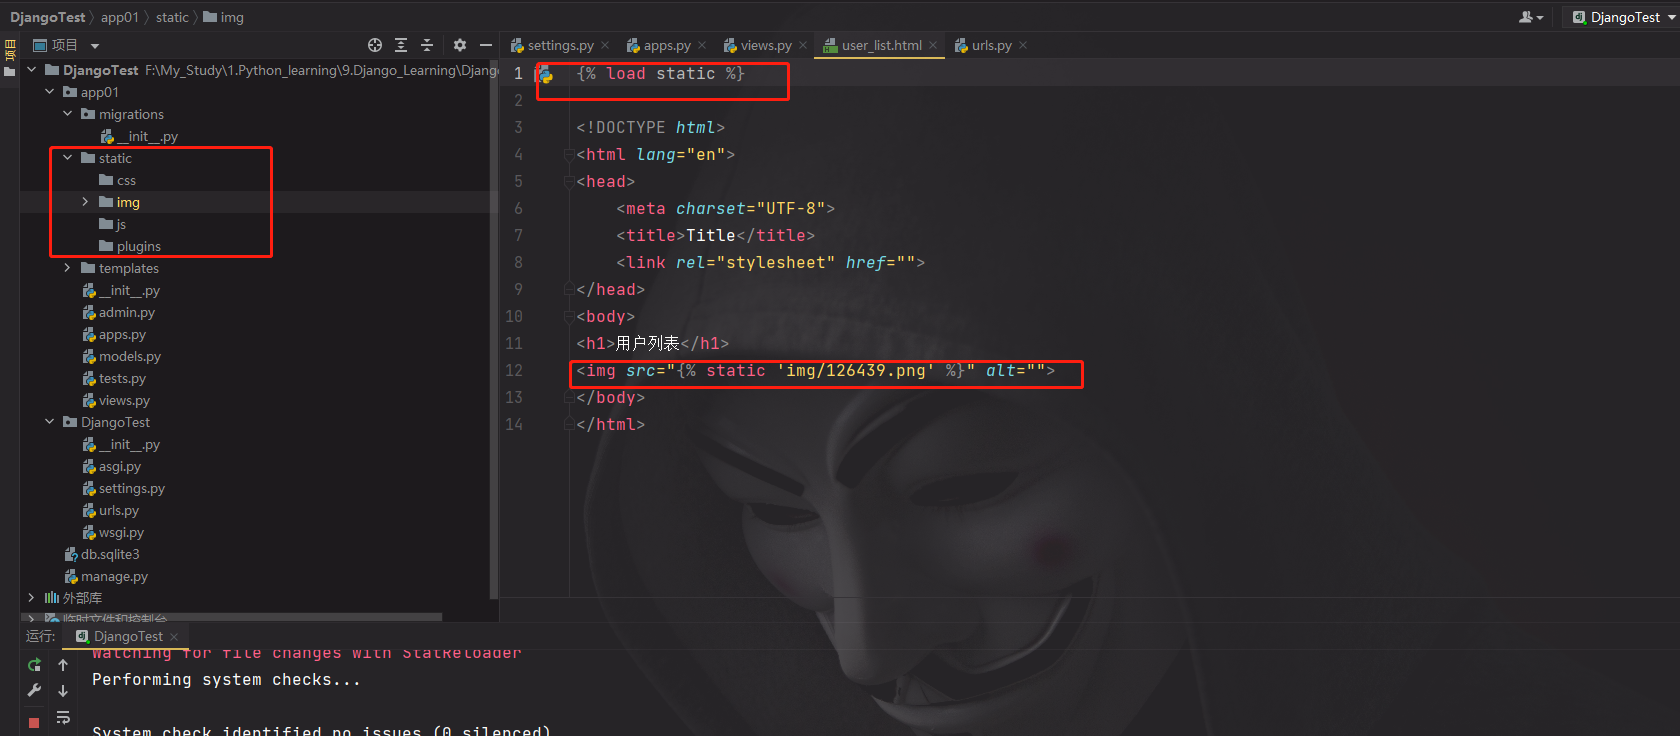 DjangoTest app01 static img
DjangoTest
项目
项目
settings.py apps.py views.py user_list.html urls.py
DjangoTest F:\My_Study\1.Python_learning\9.Django_Learning\Django
app01
migrations
__init__.py
static
css
img
js
plugins
templates
__init__.py
admin.py
apps.py
models.py
tests.py
views.py
DjangoTest
__init__.py
asgi.py
settings.py
urls.py
wsgi.py
db.sqlite3
manage.py
外部库
临时文件和控制台
1 {% load static %}
2
3 <!DOCTYPE html>
4 <html lang="en">
5 <head>
6 <meta charset="UTF-8">
7 <title>Title</title>
8 <link rel="stylesheet" href="">
9 </head>
10 <body>
11 <h1>用户列表</h1>
12 <img src="{% static 'img/126439.png' %}" alt="">
13 </body>
14 </html>
运行: DjangoTest
Watching for file changes with StatReloader
Performing system checks...
System check identified no issues (0 silenced)